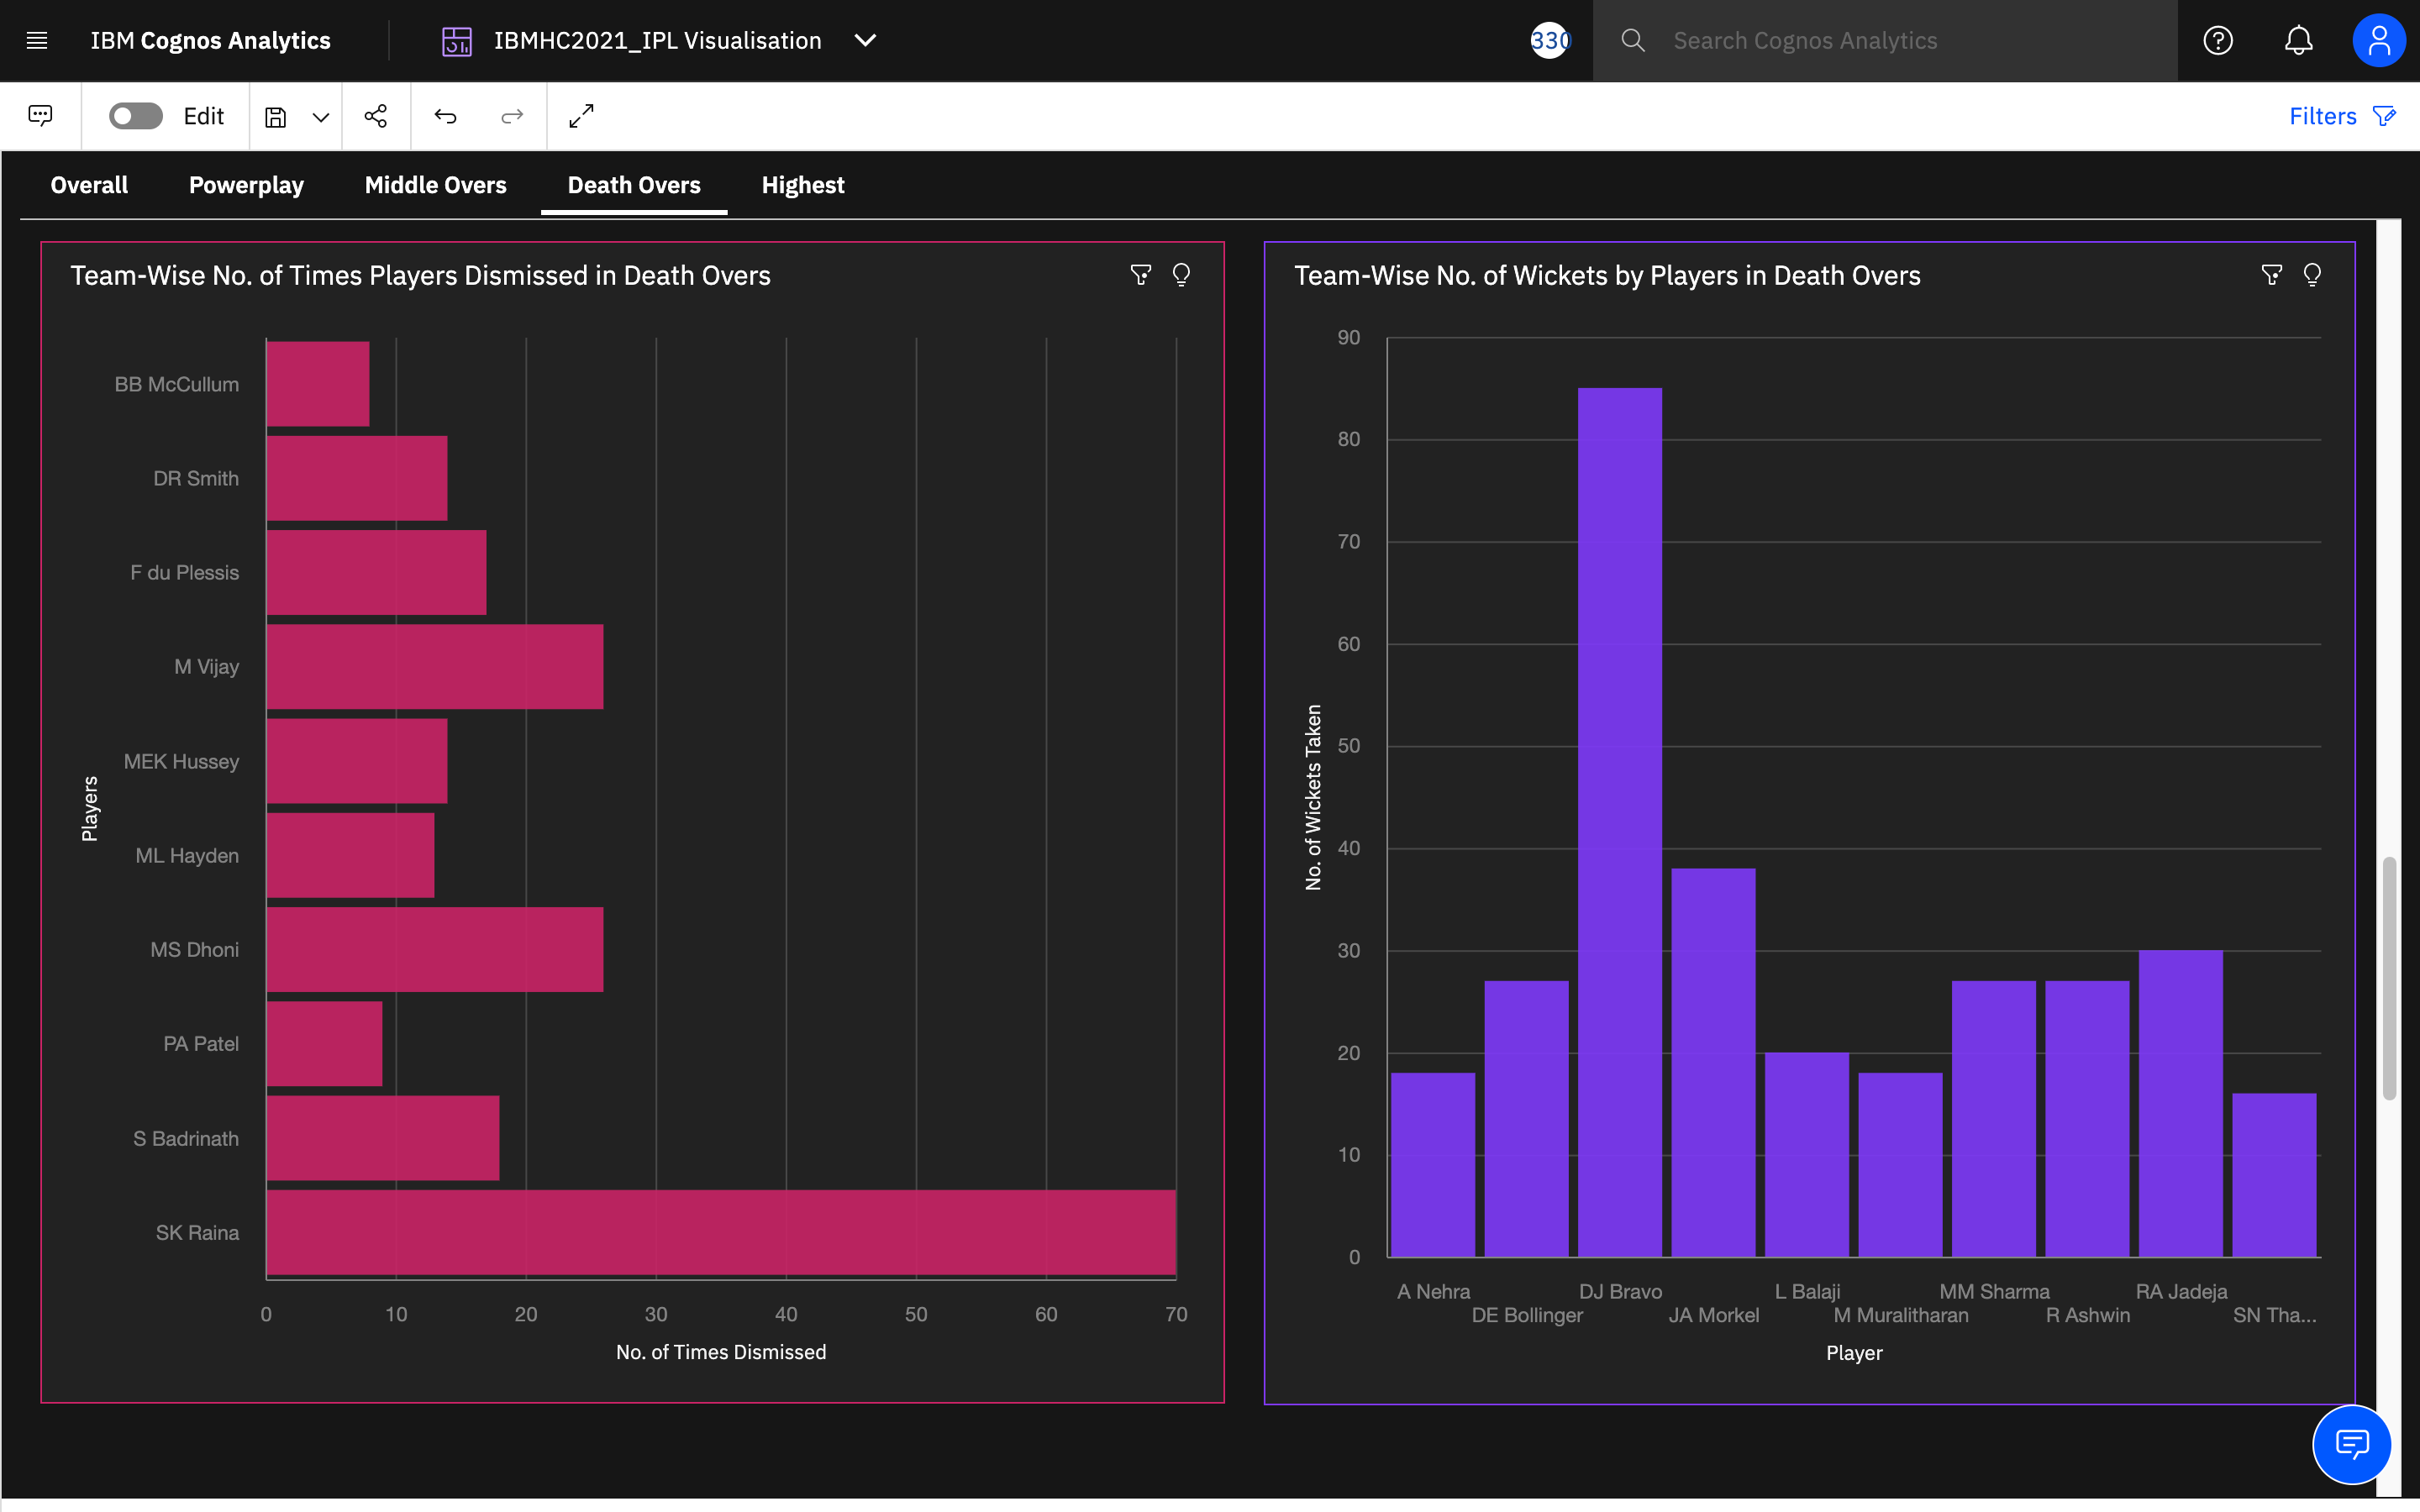 IBM Cognos Analytics
IBMHC2021_IPL Visualisation
330
Search Cognos Analytics
Edit
Filters
Overall
Powerplay
Middle Overs
Death Overs
Highest
Team-Wise No. of Times Players Dismissed in Death Overs
Players
BB McCullum
DR Smith
F du Plessis
M Vijay
MEK Hussey
ML Hayden
MS Dhoni
PA Patel
S Badrinath
SK Raina
0 10 20 30 40 50 60 70
No. of Times Dismissed
Team-Wise No. of Wickets by Players in Death Overs
No. of Wickets Taken
90
80
70
60
50
40
30
20
10
0
A Nehra DJ Bravo L Balaji MM Sharma RA Jadeja
DE Bollinger JA Morkel M Muralitharan R Ashwin SN Tha...
Player